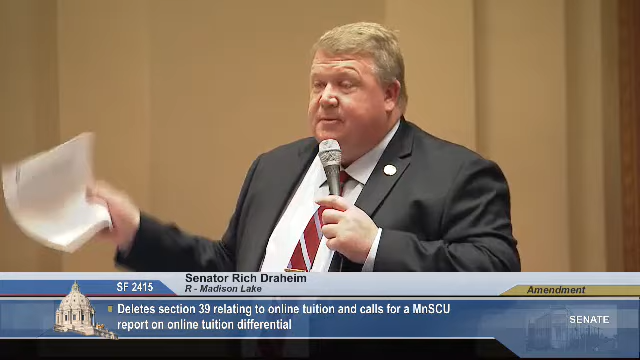 Senator Rich Draheim
SF 2415
R - Madison Lake
Amendment
Deletes section 39 relating to online tuition and calls for a MnSCU
report on online tuition differential
SENATE